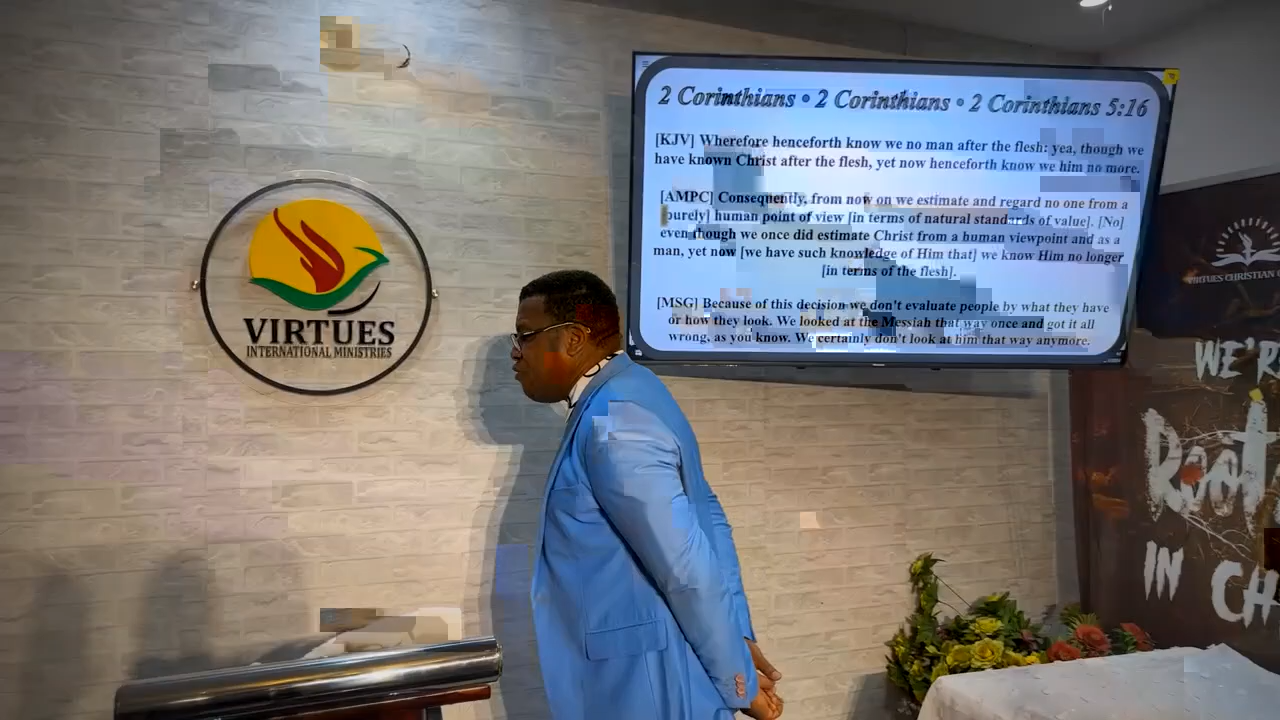 2 Corinthians • 2 Corinthians • 2 Corinthians 5:16
[KJV] Wherefore henceforth know we no man after the flesh: yea, though we
have known Christ after the flesh, yet now henceforth know we him no more.
[AMPC] Consequently, from now on we estimate and regard no one from a
[purely] human point of view [in terms of natural standards of value]. [No]
even though we once did estimate Christ from a human viewpoint and as a
man, yet now [we have such knowledge of Him that] we know Him no longer
[in terms of the flesh].
[MSG] Because of this decision we don't evaluate people by what they have
or how they look. We looked at the Messiah that way once and got it all
wrong, as you know. We certainly don't look at him that way anymore.
VIRTUES
INTERNATIONAL MINISTRIES
VIRTUES CHRISTIAN
WE'R
Root
IN CH